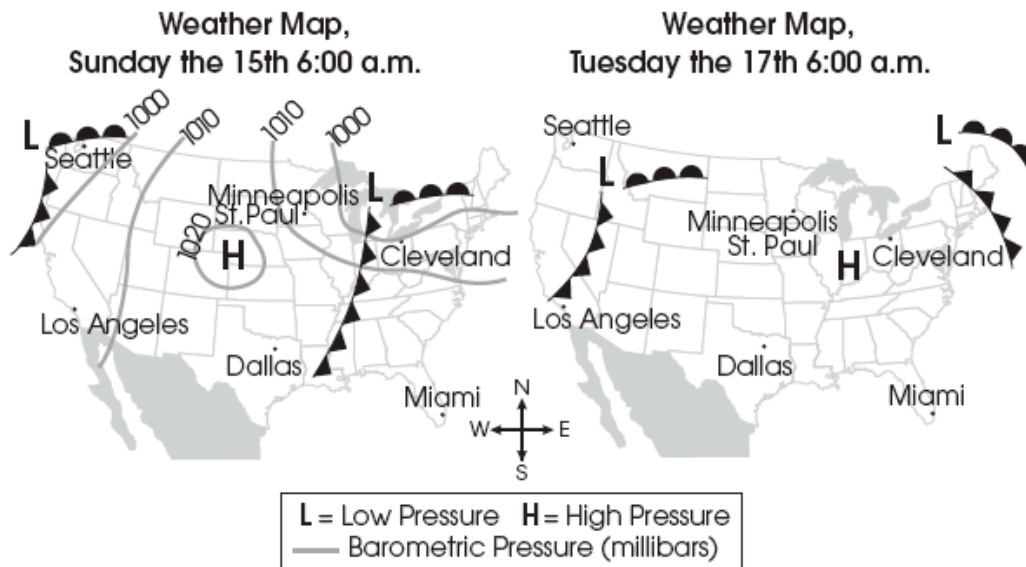 Weather Map,
Sunday the 15th 6:00 a.m.
1000
1010
1010
1000
L
Seattle
Minneapolis
St. Paul
L
1020
H
Cleveland
Los Angeles
Dallas
Miami
Weather Map,
Tuesday the 17th 6:00 a.m.
Seattle
L
L
Minneapolis
St. Paul
H
Cleveland
Los Angeles
Dallas
Miami
N
W
E
S
L = Low Pressure H = High Pressure
Barometric Pressure (millibars)